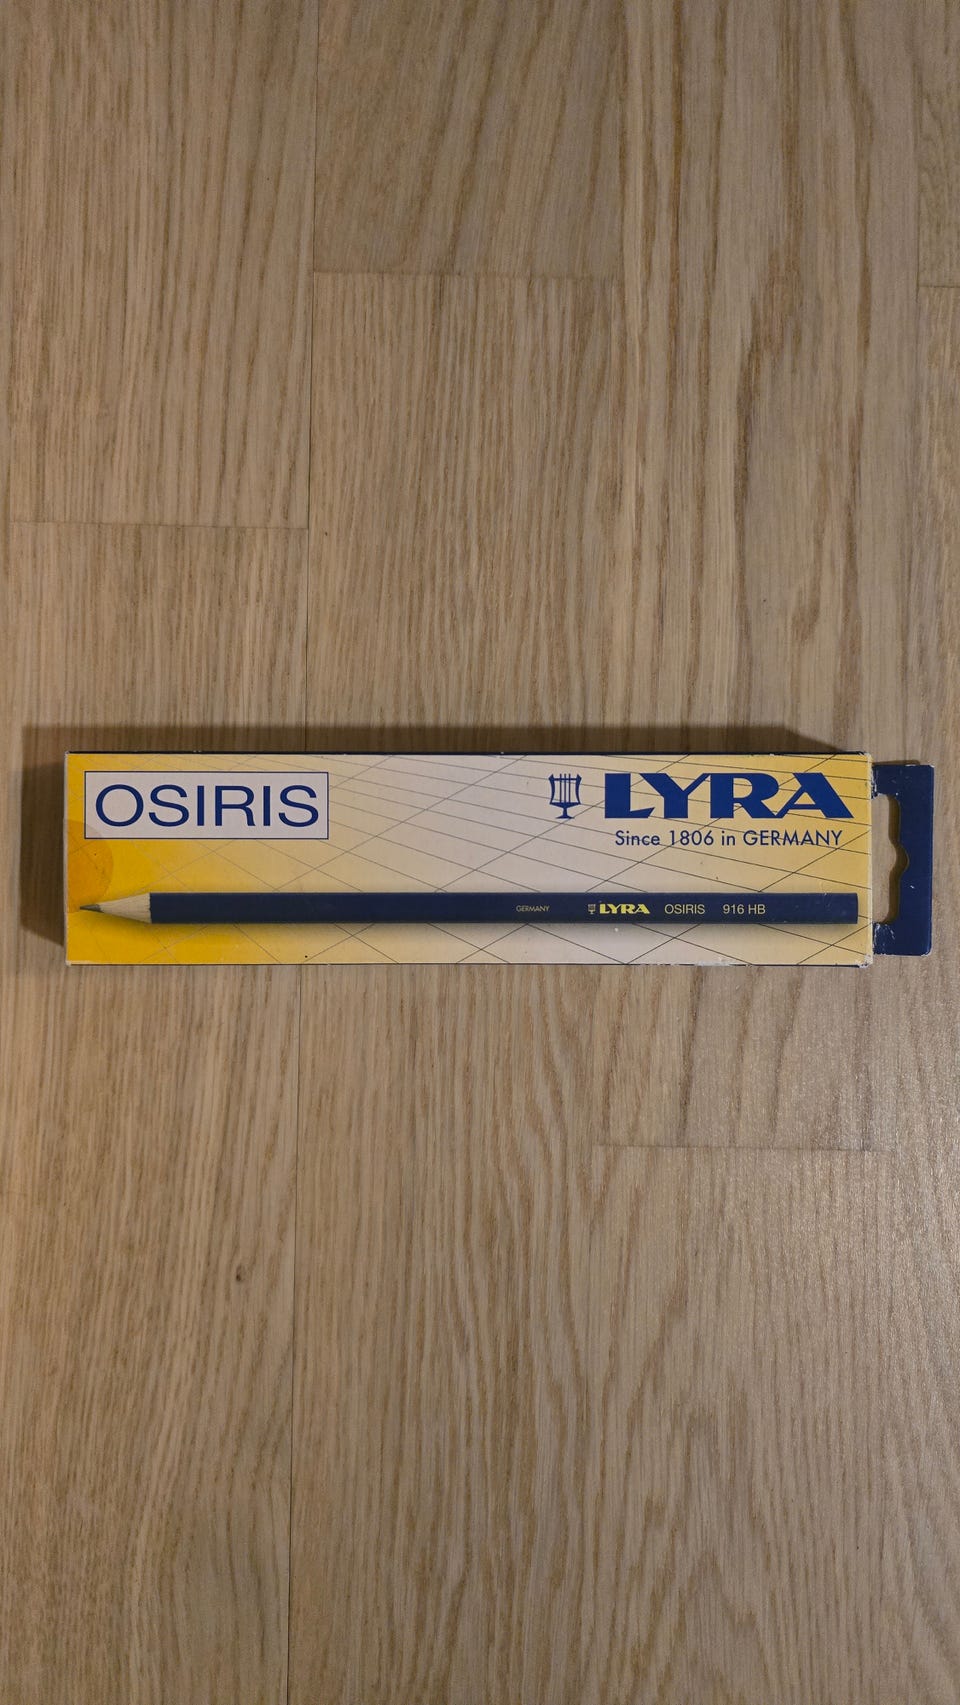 OSIRIS
LYRA
Since 1806 in GERMANY
GERMANY LYRA OSIRIS 916 HB